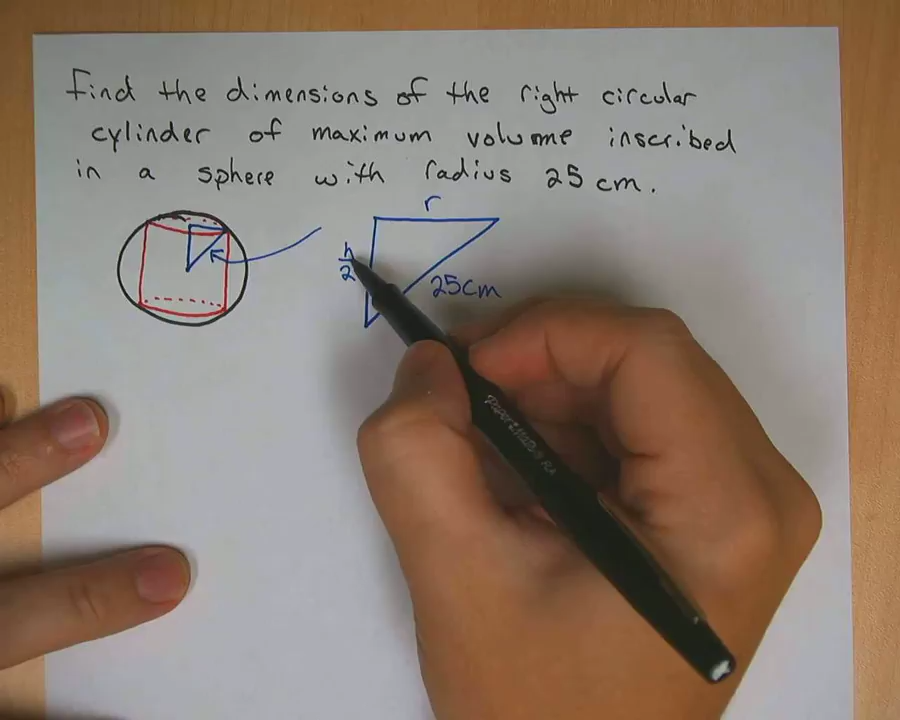 Find the dimensions of the right circular
cylinder of maximum volume inscribed
in a sphere with radius 25 cm.
r
h
2
25cm
PaperMate